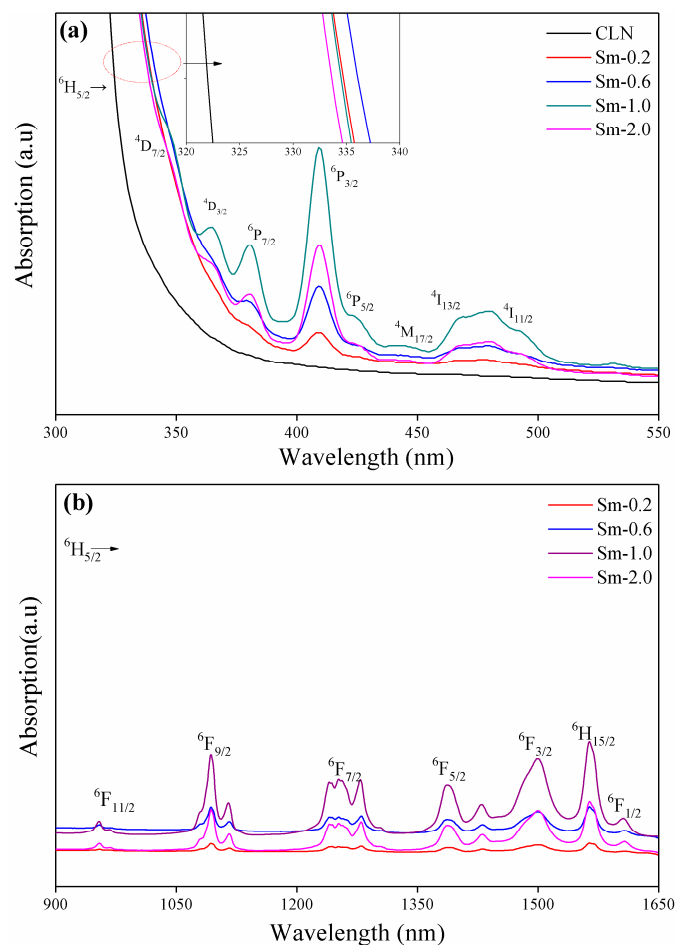 (a)
CLN
Sm-0.2
Sm-0.6
Sm-1.0
Sm-2.0
⁶H₅/₂→
320 325 330 335 340
⁴D₇/₂
⁶P₃/₂
⁴D₃/₂
⁶P₇/₂
⁶P₅/₂
⁴M₁₇/₂
⁴I₁₃/₂
⁴I₁₁/₂
Absorption (a.u)
300 350 400 450 500 550
Wavelength (nm)
(b)
Sm-0.2
Sm-0.6
Sm-1.0
Sm-2.0
⁶H₅/₂→
Absorption(a.u)
⁶F₁₁/₂
⁶F₉/₂
⁶F₇/₂
⁶F₅/₂
⁶F₃/₂
⁶H₁₅/₂
⁶F₁/₂
900 1050 1200 1350 1500 1650
Wavelength (nm)